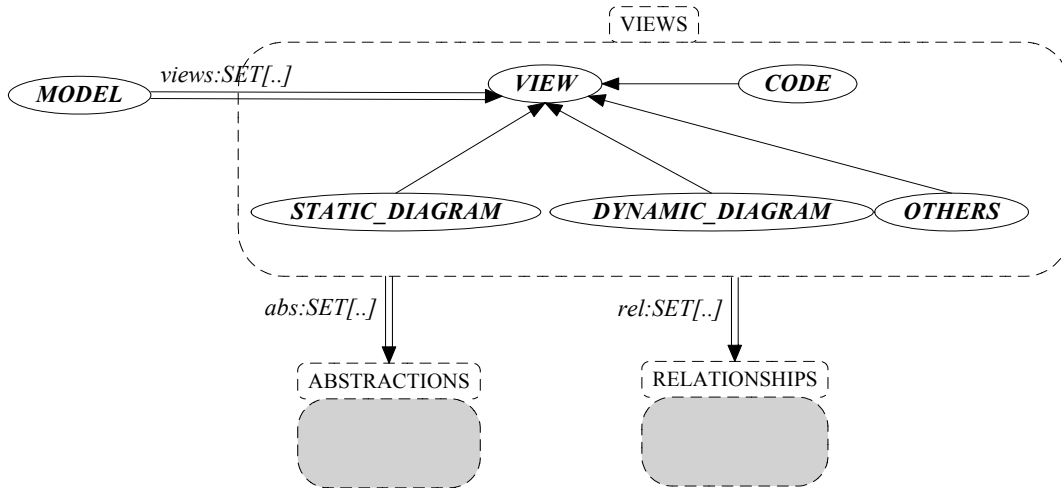 VIEWS
views:SET[..]
MODEL
VIEW
CODE
STATIC_DIAGRAM
DYNAMIC_DIAGRAM
OTHERS
abs:SET[..]
rel:SET[..]
ABSTRACTIONS
RELATIONSHIPS